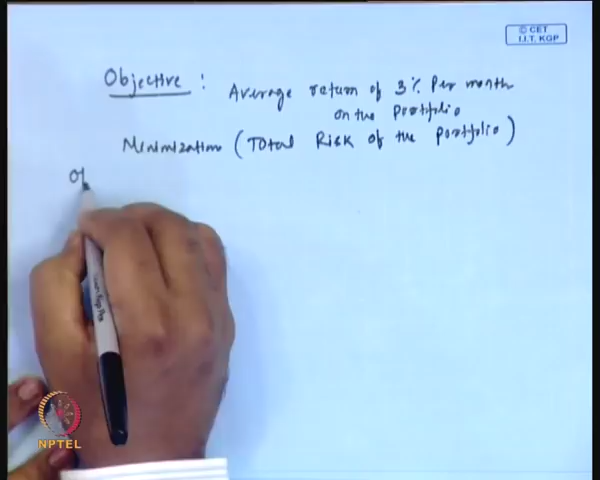 © CET
I.I.T. KGP
Objective : Average return of 3% Per month
on the Portfolio
Minimization (Total Risk of the Portfolio)
NPTEL